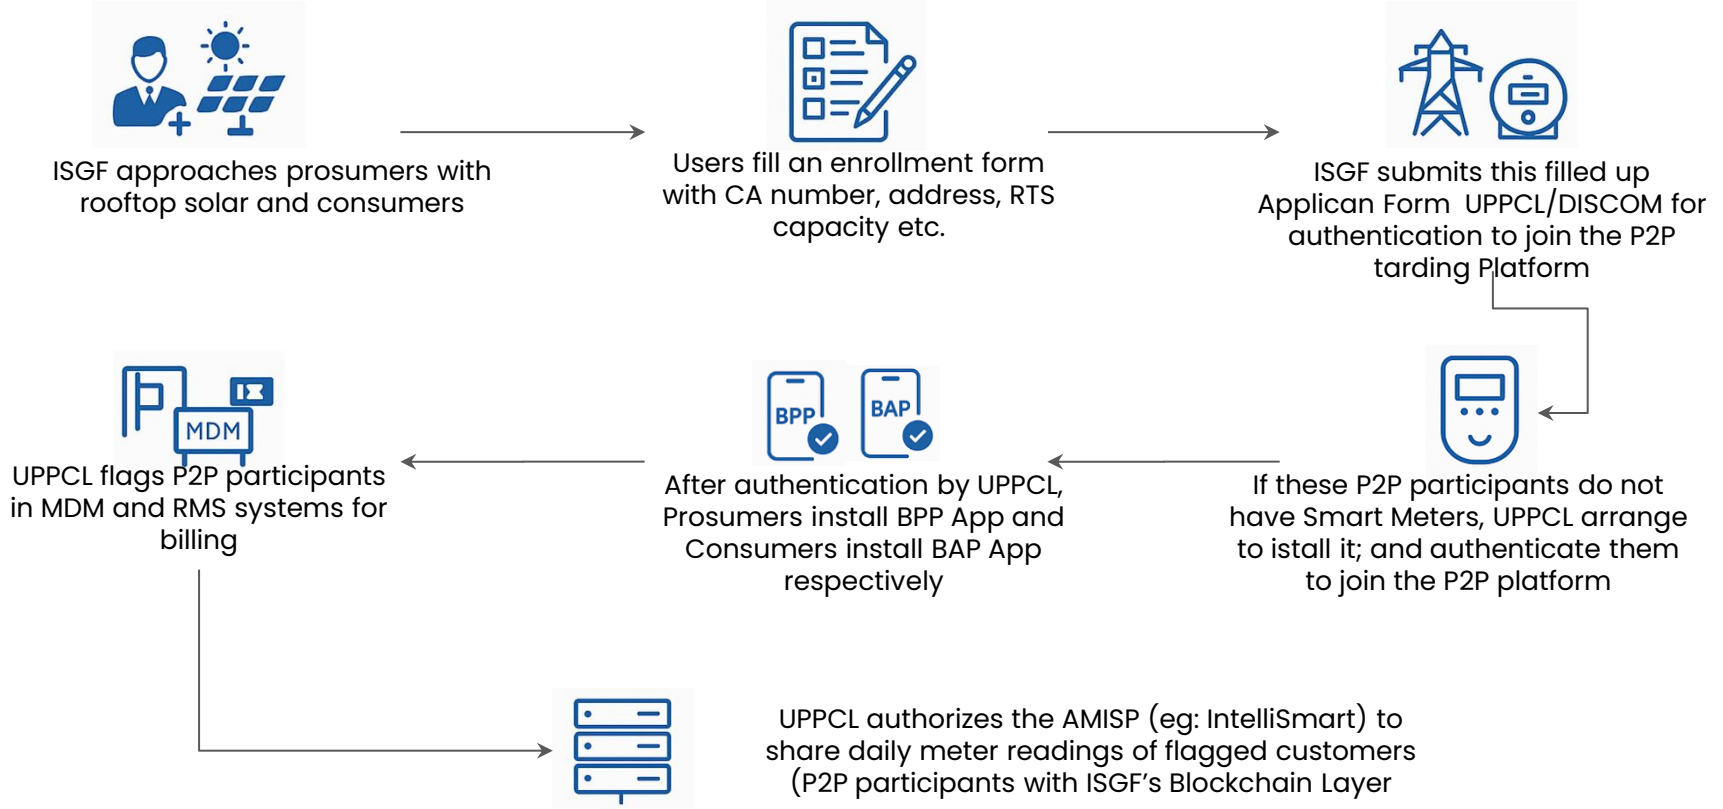 ISGF approaches prosumers with
rooftop solar and consumers
Users fill an enrollment form
with CA number, address, RTS
capacity etc.
ISGF submits this filled up
Applican Form  UPPCL/DISCOM for
authentication to join the P2P
tarding Platform
If these P2P participants do not
have Smart Meters, UPPCL arrange
to istall it; and authenticate them
to join the P2P platform
BPP
BAP
After authentication by UPPCL,
Prosumers install BPP App and
Consumers install BAP App
respectively
MDM
UPPCL flags P2P participants
in MDM and RMS systems for
billing
UPPCL authorizes the AMISP (eg: IntelliSmart) to
share daily meter readings of flagged customers
(P2P participants with ISGF’s Blockchain Layer